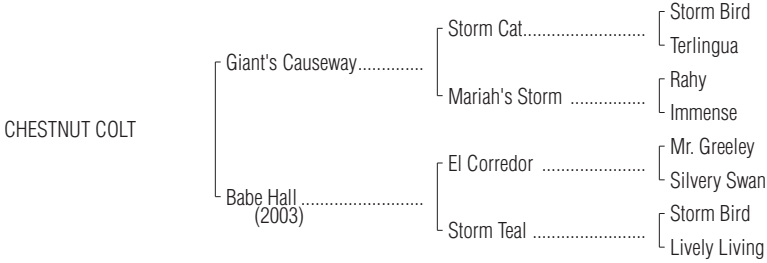 Storm Bird
Storm Cat..........................
Terlingua
Giant's Causeway..............
Rahy
Mariah's Storm ................
Immense
CHESTNUT COLT
Mr. Greeley
El Corredor ......................
Silvery Swan
Babe Hall ..........................
(2003)
Storm Bird
Storm Teal ........................
Lively Living